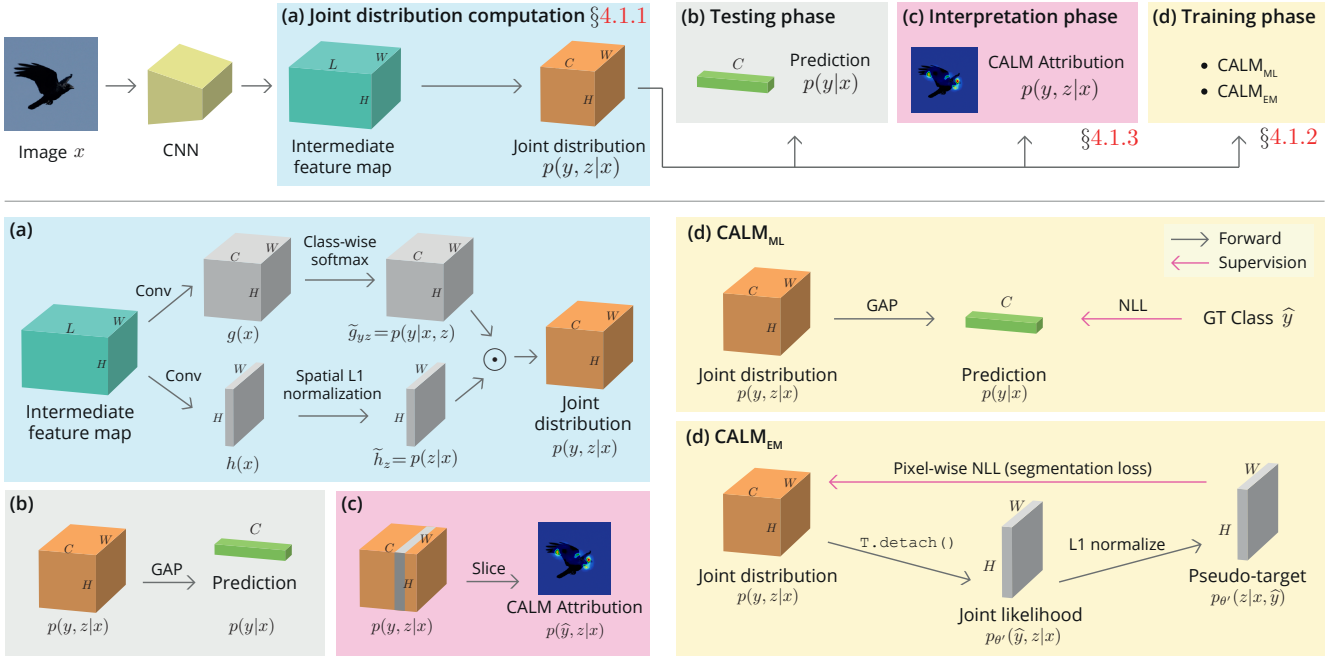 (a) Joint distribution computation §4.1.1
L
W
H
C
W
H
Image x
CNN
Intermediate
feature map
Joint distribution
p(y, z|x)
(b) Testing phase
C
Prediction
p(y|x)
(c) Interpretation phase
CALM Attribution
p(y, z|x)
§4.1.3
(d) Training phase
• CALM_ML
• CALM_EM
§4.1.2
(a)
L
W
H
Intermediate
feature map
Conv
Conv
C
W
H
g(x)
Class-wise
softmax
C
W
H
g̃_yz = p(y|x, z)
W
H
h(x)
Spatial L1
normalization
W
H
h̃_z = p(z|x)
⊙
C
W
H
Joint
distribution
p(y, z|x)
(b)
C
W
H
p(y, z|x)
GAP
C
Prediction
p(y|x)
(c)
C
W
H
p(y, z|x)
Slice
CALM Attribution
p(ŷ, z|x)
(d) CALM_ML
Forward
Supervision
C
W
H
Joint distribution
p(y, z|x)
GAP
C
Prediction
p(y|x)
NLL
GT Class ŷ
(d) CALM_EM
Pixel-wise NLL (segmentation loss)
C
W
H
Joint distribution
p(y, z|x)
T.detach()
W
H
Joint likelihood
p_θ′(ŷ, z|x)
L1 normalize
W
H
Pseudo-target
p_θ′(z|x, ŷ)